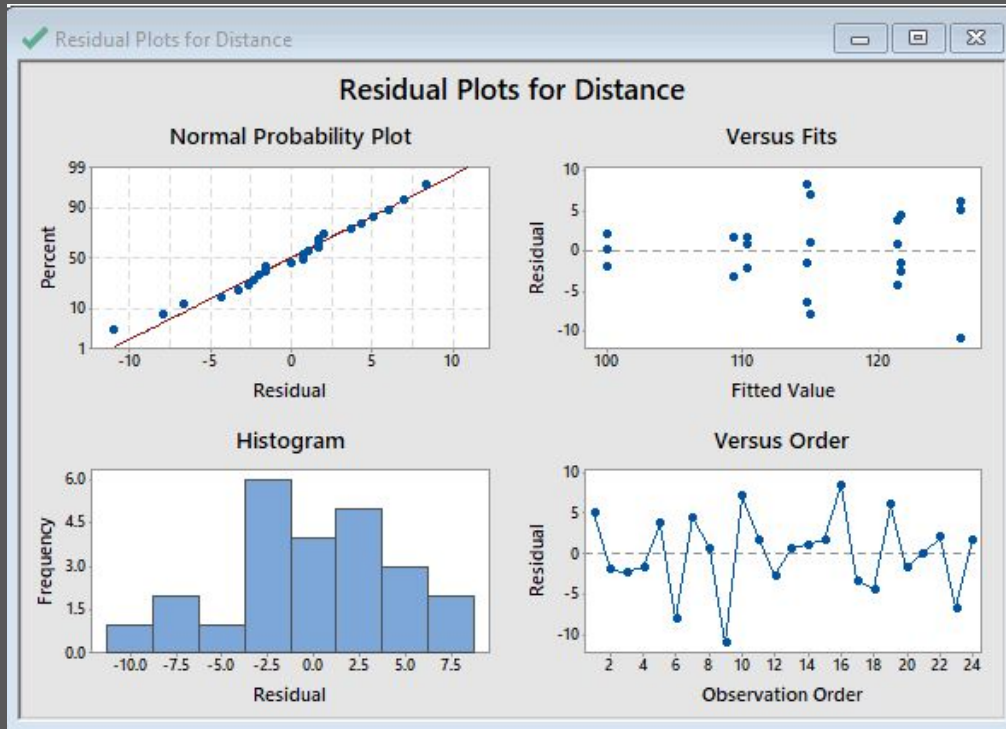 Residual Plots for Distance
Residual Plots for Distance
Normal Probability Plot
99
90
50
10
1
Percent
-10 -5 0 5 10
Residual
Versus Fits
10
5
0
-5
-10
Residual
100 110 120
Fitted Value
Histogram
6.0
4.5
3.0
1.5
0.0
Frequency
-10.0 -7.5 -5.0 -2.5 0.0 2.5 5.0 7.5
Residual
Versus Order
10
5
0
-5
-10
Residual
2 4 6 8 10 12 14 16 18 20 22 24
Observation Order